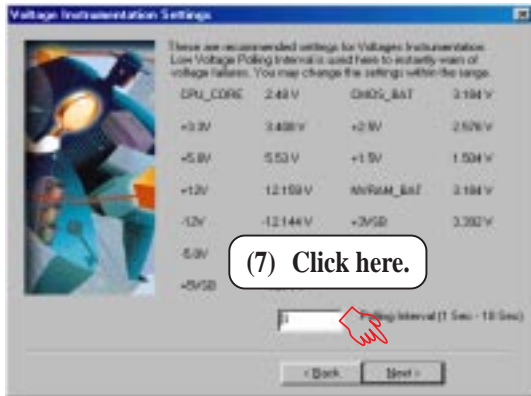 Voltage Instrumentation Settings
These are recommended settings for Voltages Instrumentation.
Low Voltage Polling Interval is used here to instantly warn of
voltage failures. You may change the settings within the range.
CPU_CORE 2.48 V CMOS_BAT 3.184 V
+3.3V 3.408 V +2.5V 2.576 V
+5.0V 5.53 V +1.5V 1.504 V
+12V 12.159 V NVRAM_BAT 3.184 V
-12V -12.144 V +3VSB 3.392 V
-5.0V
(7) Click here.
+5VSB
Polling Interval (1 Sec - 10 Sec)
< Back Next >